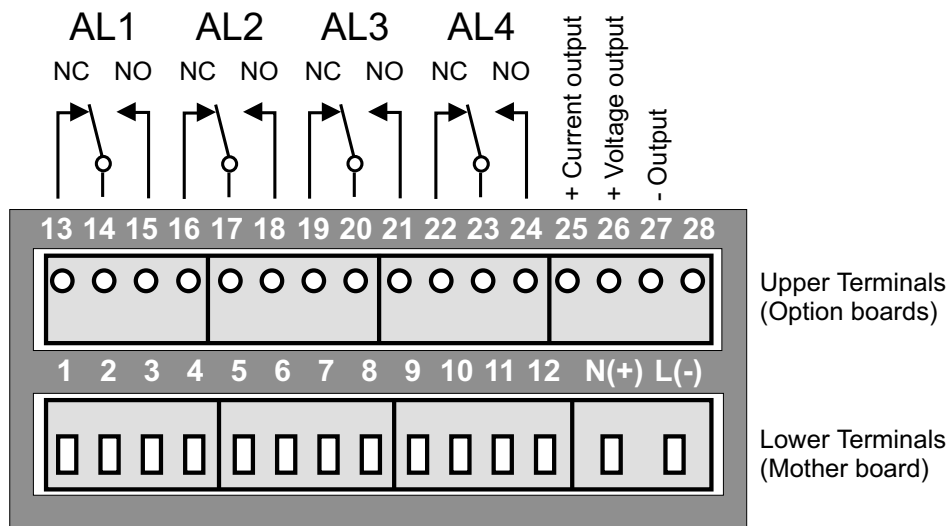 AL1 AL2 AL3 AL4
NC NO NC NO NC NO NC NO
+ Current output
+ Voltage output
- Output
13 14 15 16 17 18 19 20 21 22 23 24 25 26 27 28
Upper Terminals
(Option boards)
1 2 3 4 5 6 7 8 9 10 11 12 N(+) L(-)
Lower Terminals
(Mother board)